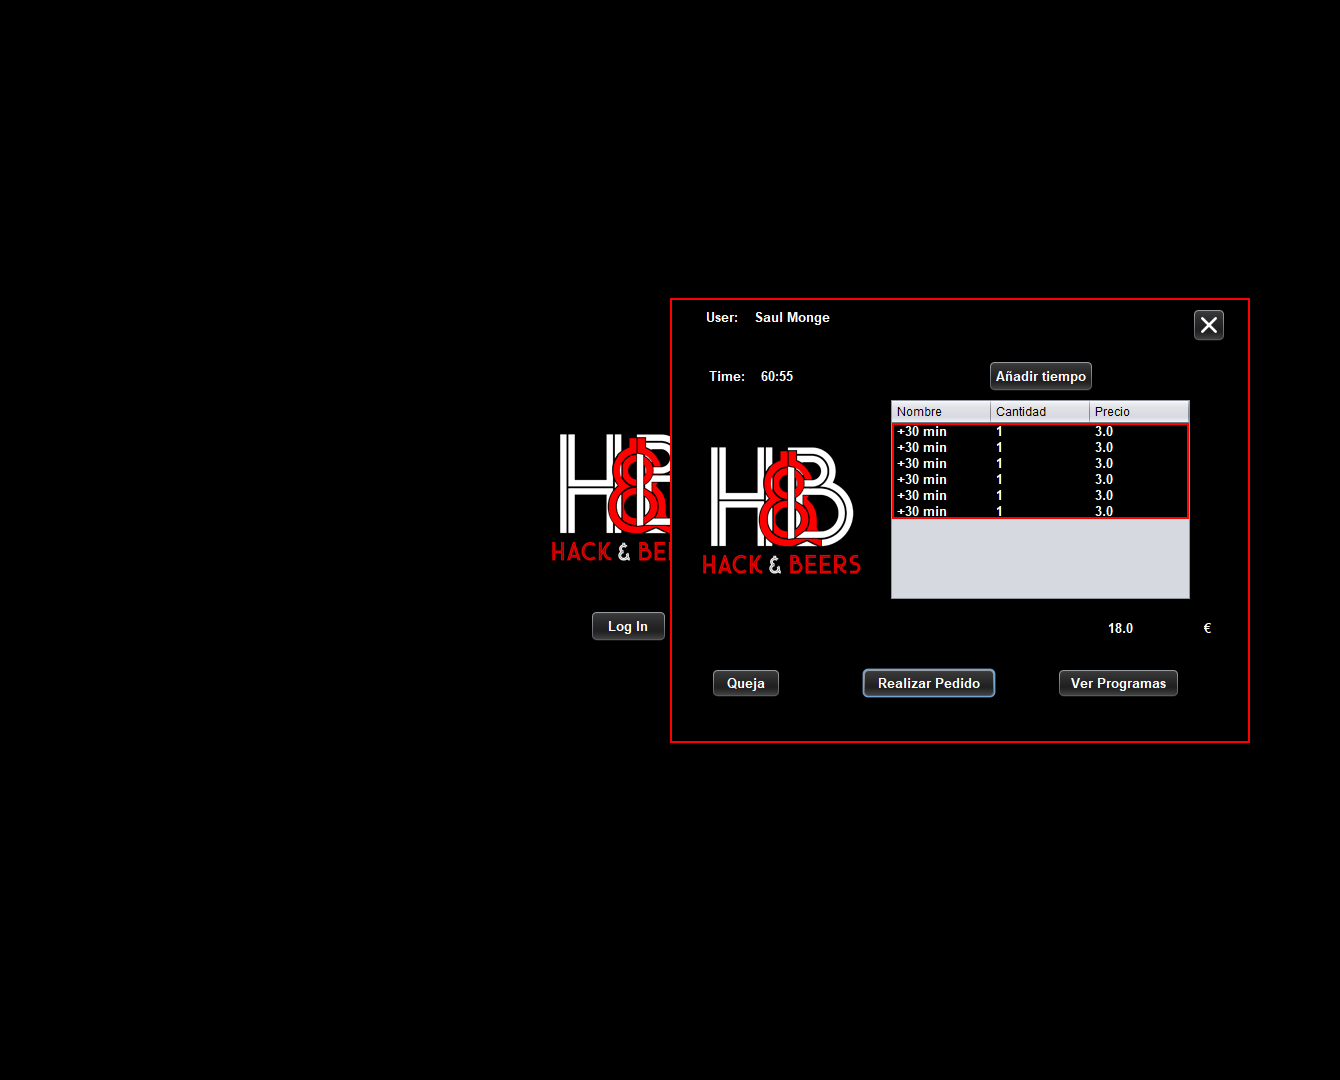 User: Saul Monge
Time: 60:55
Añadir tiempo
Nombre Cantidad Precio
+30 min 1 3.0
+30 min 1 3.0
+30 min 1 3.0
+30 min 1 3.0
+30 min 1 3.0
+30 min 1 3.0
H&B
HACK & BE
H&B
HACK & BEERS
Log In
18.0 €
Queja
Realizar Pedido
Ver Programas